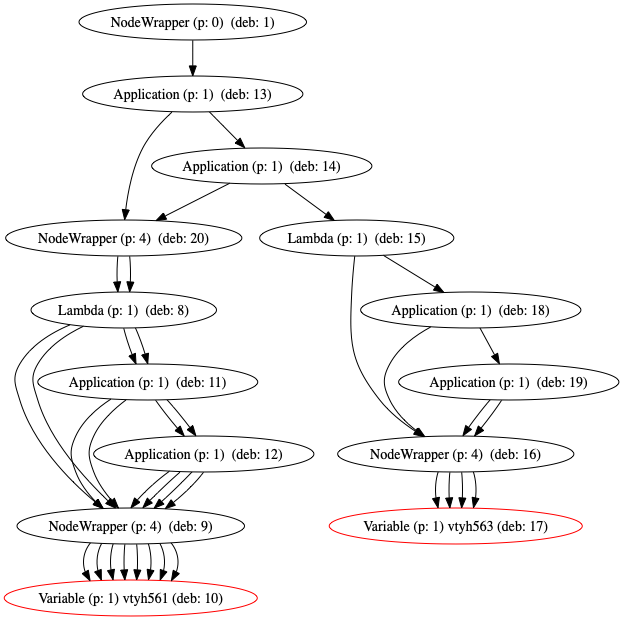 NodeWrapper (p: 0) (deb: 1)
Application (p: 1) (deb: 13)
Application (p: 1) (deb: 14)
NodeWrapper (p: 4) (deb: 20)
Lambda (p: 1) (deb: 15)
Lambda (p: 1) (deb: 8)
Application (p: 1) (deb: 18)
Application (p: 1) (deb: 11)
Application (p: 1) (deb: 19)
Application (p: 1) (deb: 12)
NodeWrapper (p: 4) (deb: 16)
NodeWrapper (p: 4) (deb: 9)
Variable (p: 1) vtyh563 (deb: 17)
Variable (p: 1) vtyh561 (deb: 10)